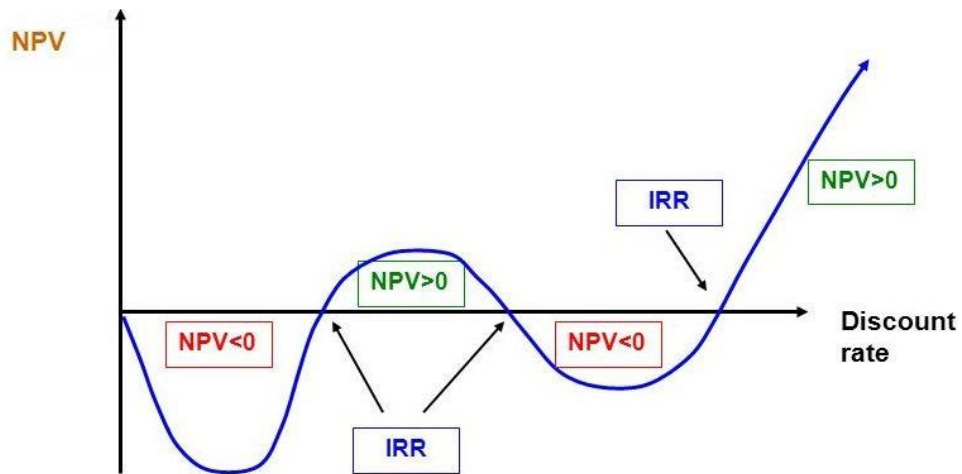 NPV
IRR
NPV>0
NPV>0
NPV<0
NPV<0
Discount
rate
IRR